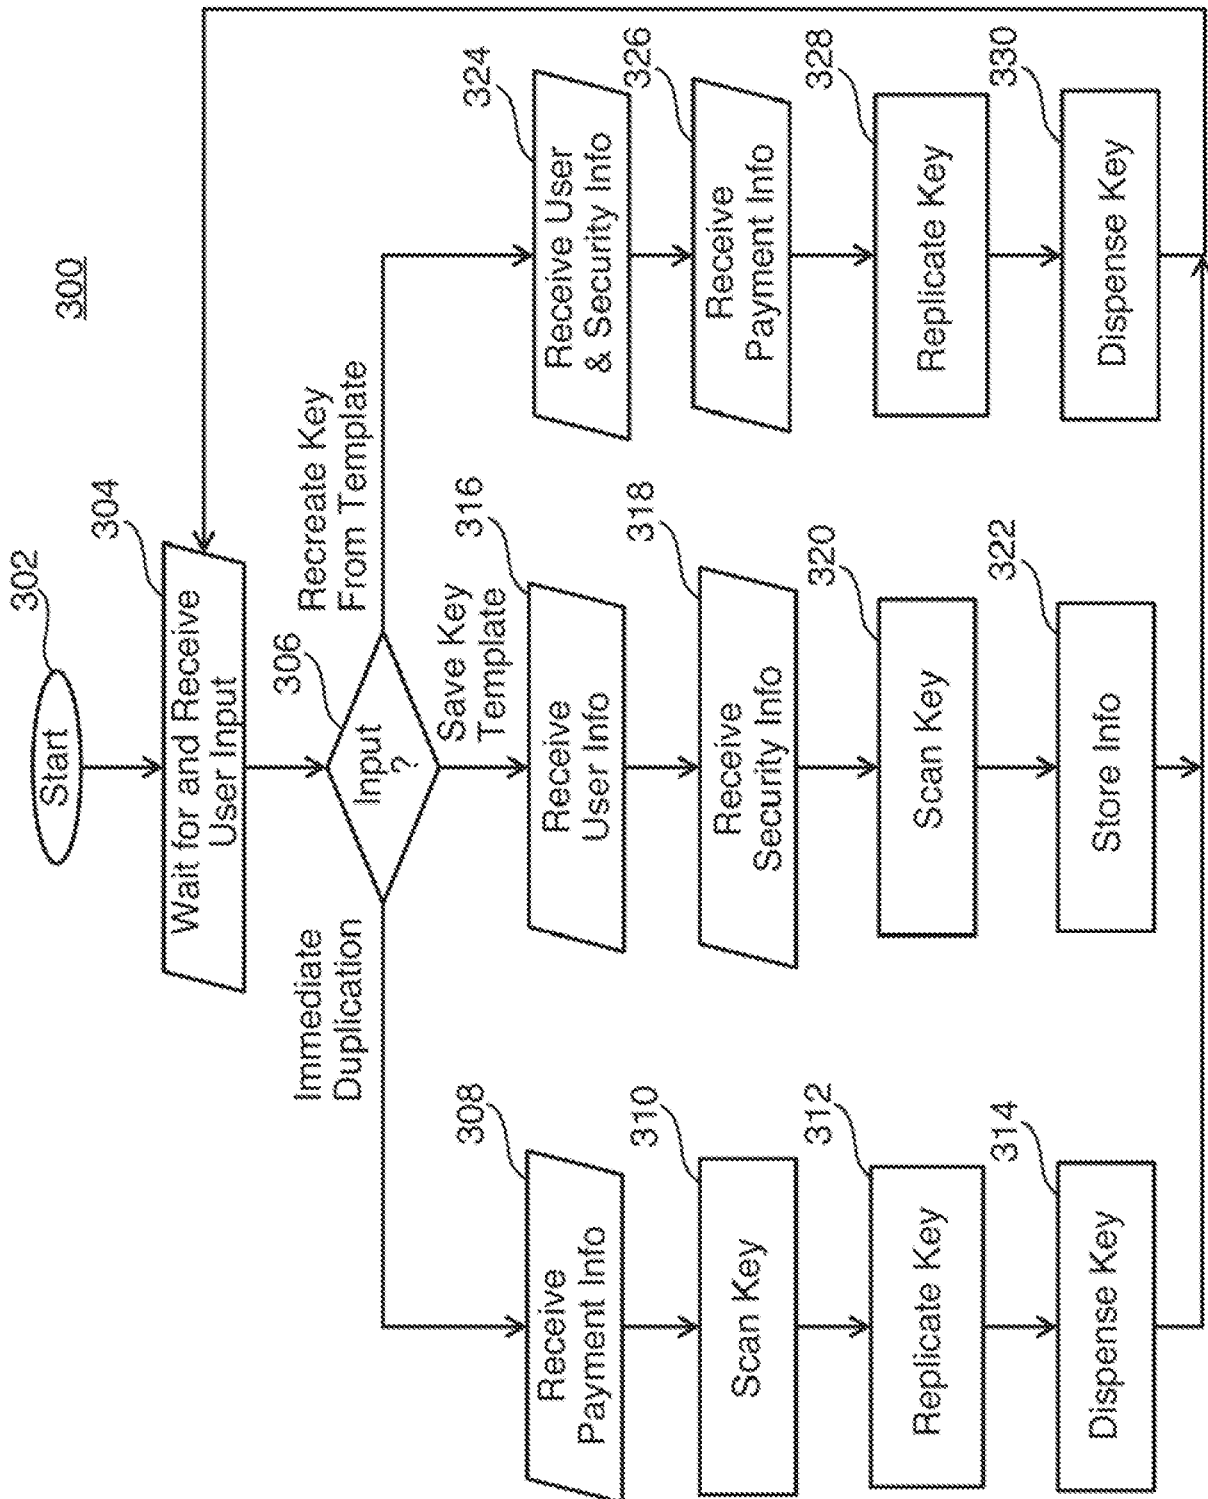 300
302
Start
304
Wait for and Receive
User Input
306
Input
?
Immediate
Duplication
Save Key
Template
Recreate Key
From Template
308
Receive
Payment Info
310
Scan Key
312
Replicate Key
314
Dispense Key
316
Receive
User Info
318
Receive
Security Info
320
Scan Key
322
Store Info
324
Receive User
& Security Info
326
Receive
Payment Info
328
Replicate Key
330
Dispense Key